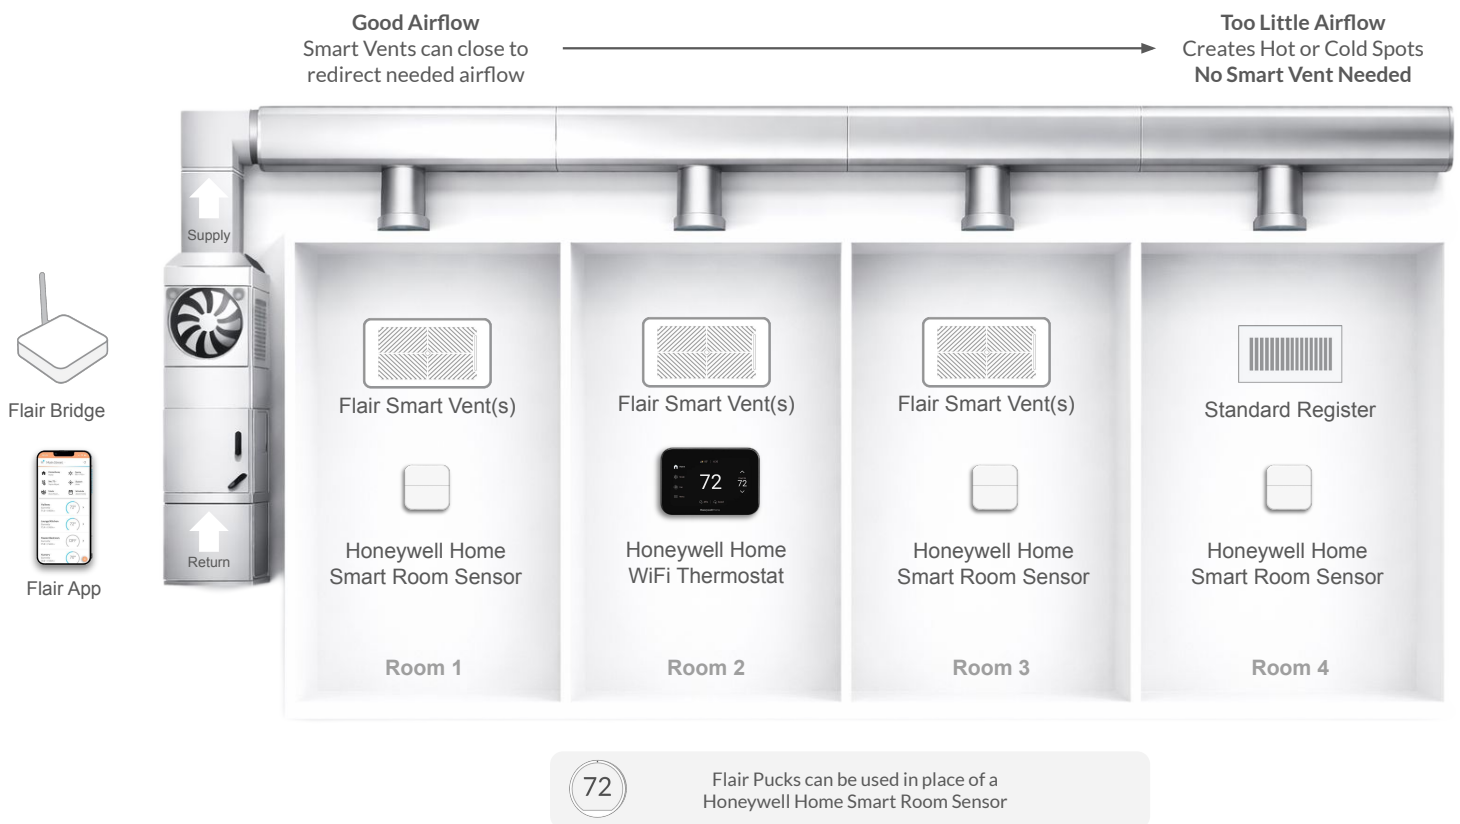 Good Airflow
Smart Vents can close to
redirect needed airflow
Too Little Airflow
Creates Hot or Cold Spots
No Smart Vent Needed
Supply
Return
Flair Bridge
Flair App
Flair Smart Vent(s)
Honeywell Home
Smart Room Sensor
Room 1
Flair Smart Vent(s)
72
72
Honeywell Home
WiFi Thermostat
Room 2
Flair Smart Vent(s)
Honeywell Home
Smart Room Sensor
Room 3
Standard Register
Honeywell Home
Smart Room Sensor
Room 4
72
Flair Pucks can be used in place of a
Honeywell Home Smart Room Sensor